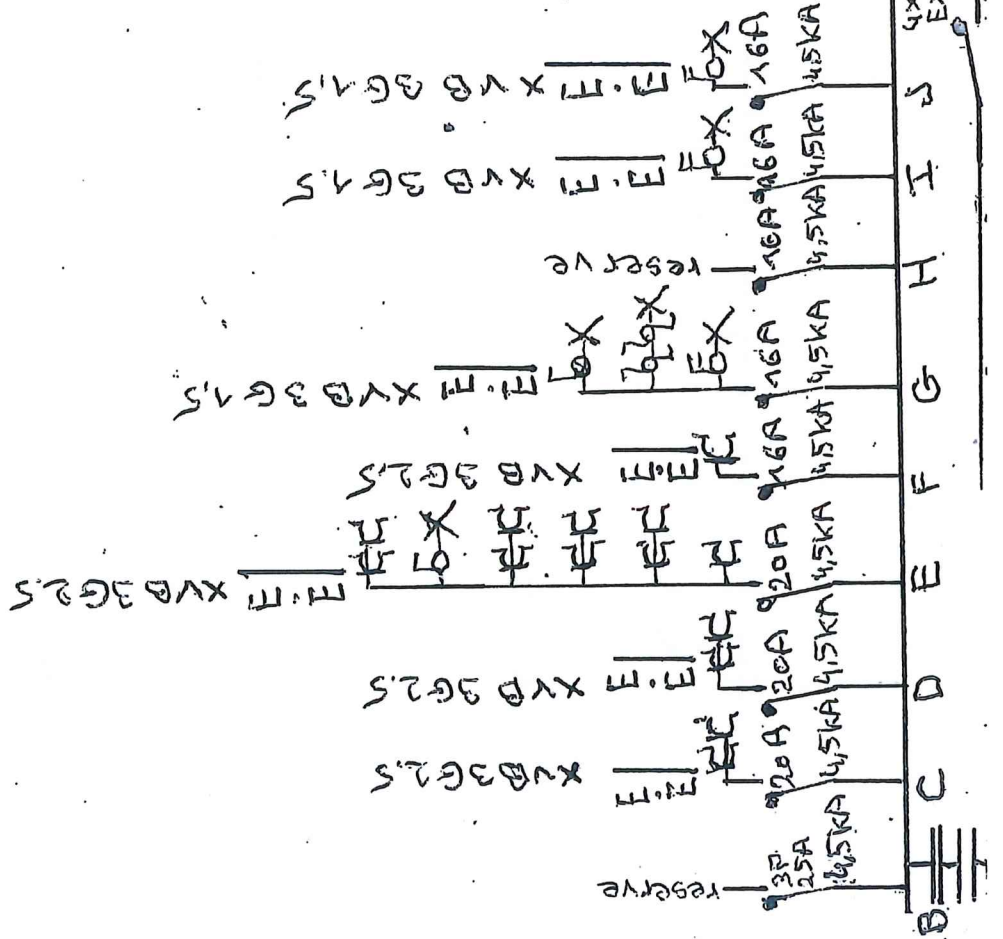 4x
reserve
3P
25A
4,5kA
B
XVB 3G2,5
20A
4,5kA
C
XVB 3G2,5
20A
4,5kA
D
XVB 3G2,5
20A
4,5kA
E
XVB 3G2,5
16A
4,5kA
F
XVB 3G1,5
16A
4,5kA
G
reserve
16A
4,5kA
H
XVB 3G1,5
16A
4,5kA
I
XVB 3G1,5
16A
4,5kA
J